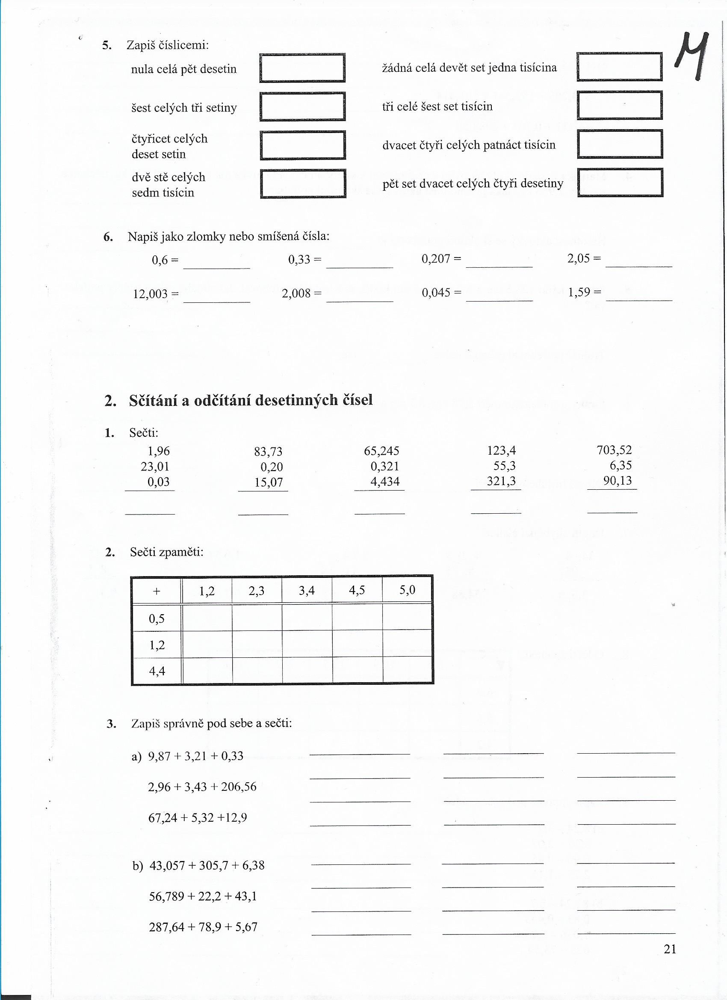 M
5. Zapiš číslicemi:
nula celá pět desetin
žádná celá devět set jedna tisícina
šest celých tři setiny
tři celé šest set tisícin
čtyřicet celých
deset setin
dvacet čtyři celých patnáct tisícin
dvě stě celých
sedm tisícin
pět set dvacet celých čtyři desetiny
6. Napiš jako zlomky nebo smíšená čísla:
0,6 = ________ 0,33 = ________ 0,207 = ________ 2,05 = ________
12,003 = ________ 2,008 = ________ 0,045 = ________ 1,59 = ________
2. Sčítání a odčítání desetinných čísel
1. Sečti:
1,96 83,73 65,245 123,4 703,52
23,01 0,20 0,321 55,3 6,35
0,03 15,07 4,434 321,3 90,13
2. Sečti zpaměti:
+ 1,2 2,3 3,4 4,5 5,0
0,5
1,2
4,4
3. Zapiš správně pod sebe a sečti:
a) 9,87 + 3,21 + 0,33
2,96 + 3,43 + 206,56
67,24 + 5,32 +12,9
b) 43,057 + 305,7 + 6,38
56,789 + 22,2 + 43,1
287,64 + 78,9 + 5,67
21